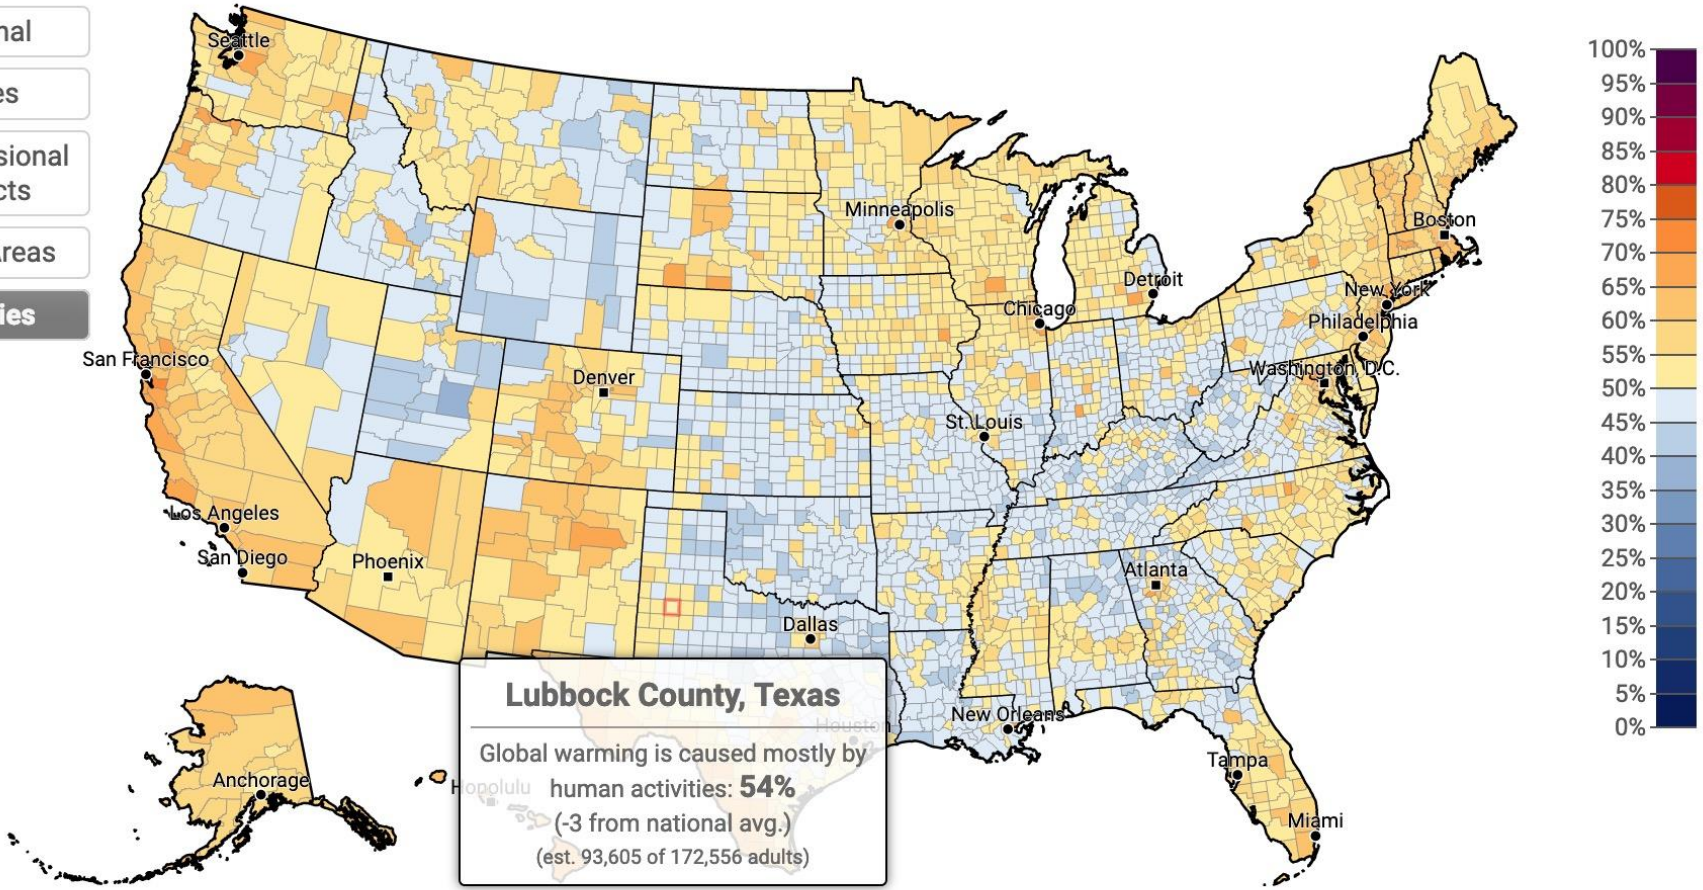 nal
es
sional
cts
reas
ies
Seattle
Minneapolis
Boston
Detroit
New York
Chicago
Philadelphia
San Francisco
Denver
Washington, D.C.
St. Louis
Los Angeles
San Diego
Phoenix
Atlanta
Dallas
Houston
New Orleans
Tampa
Anchorage
Honolulu
Miami
Lubbock County, Texas
Global warming is caused mostly by
human activities: 54%
(-3 from national avg.)
(est. 93,605 of 172,556 adults)
100%
95%
90%
85%
80%
75%
70%
65%
60%
55%
50%
45%
40%
35%
30%
25%
20%
15%
10%
5%
0%